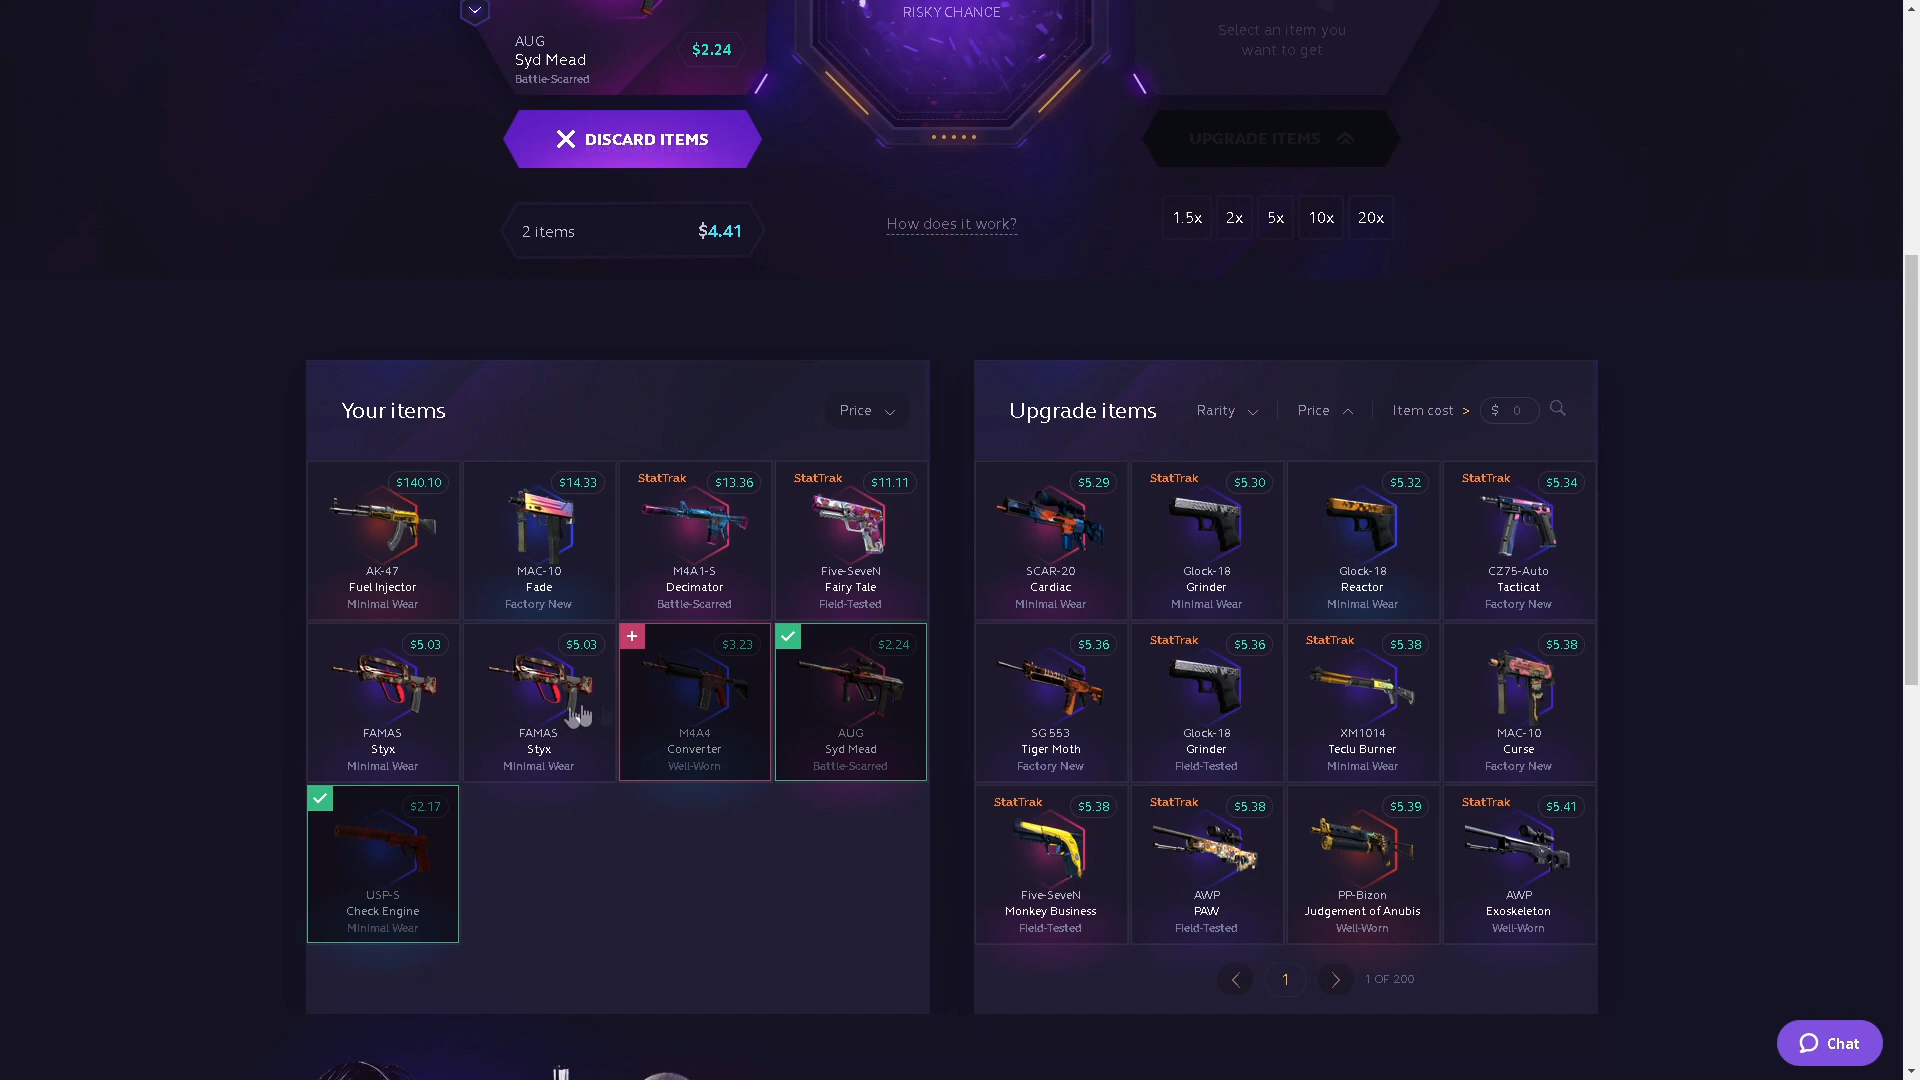 RISKY CHANCE
Select an item you
want to get
AUG
Syd Mead
Battle-Scarred
$2.24
DISCARD ITEMS
UPGRADE ITEMS
2 items
$4.41
How does it work?
1.5x
2x
5x
10x
20x
Your items
Price
Upgrade items
Rarity
Price
Item cost >
$ 0
$140.10
AK-47
Fuel Injector
Minimal Wear
$14.33
MAC-10
Fade
Factory New
StatTrak
$13.36
M4A1-S
Decimator
Battle-Scarred
StatTrak
$11.11
Five-SeveN
Fairy Tale
Field-Tested
$5.03
FAMAS
Styx
Minimal Wear
$5.03
FAMAS
Styx
Minimal Wear
$3.23
M4A4
Converter
Well-Worn
$2.24
AUG
Syd Mead
Battle-Scarred
$2.17
USP-S
Check Engine
Minimal Wear
$5.29
SCAR-20
Cardiac
Minimal Wear
StatTrak
$5.30
Glock-18
Grinder
Minimal Wear
$5.32
Glock-18
Reactor
Minimal Wear
StatTrak
$5.34
CZ75-Auto
Tacticat
Factory New
$5.36
SG 553
Tiger Moth
Factory New
StatTrak
$5.36
Glock-18
Grinder
Field-Tested
StatTrak
$5.38
XM1014
Teclu Burner
Minimal Wear
$5.38
MAC-10
Curse
Factory New
StatTrak
$5.38
Five-SeveN
Monkey Business
Field-Tested
StatTrak
$5.38
AWP
PAW
Field-Tested
$5.39
PP-Bizon
Judgement of Anubis
Well-Worn
StatTrak
$5.41
AWP
Exoskeleton
Well-Worn
1
1 OF 200
Chat